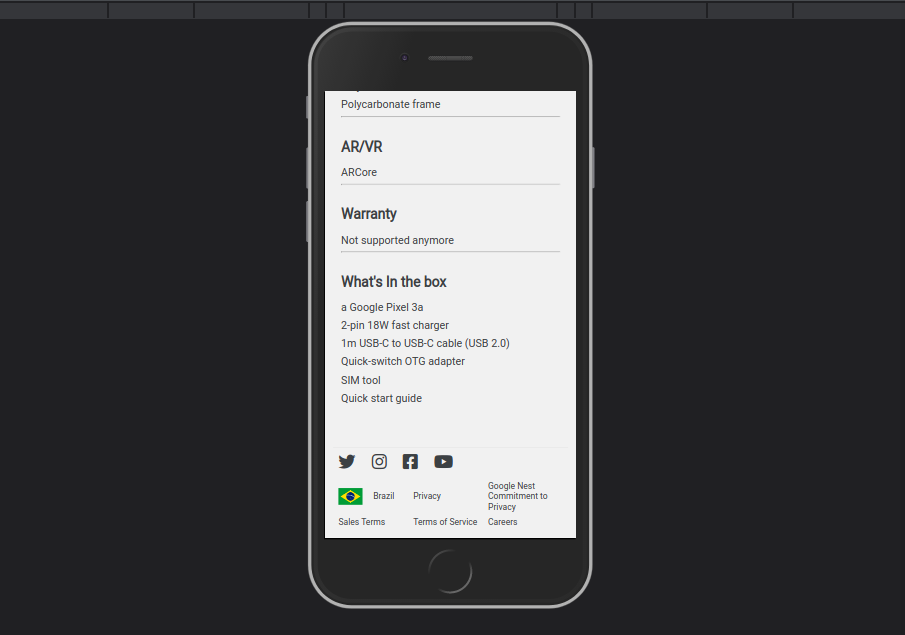 Polycarbonate frame
AR/VR
ARCore
Warranty
Not supported anymore
What's In the box
a Google Pixel 3a
2-pin 18W fast charger
1m USB-C to USB-C cable (USB 2.0)
Quick-switch OTG adapter
SIM tool
Quick start guide
Brazil
Privacy
Google Nest
Commitment to
Privacy
Sales Terms
Terms of Service
Careers